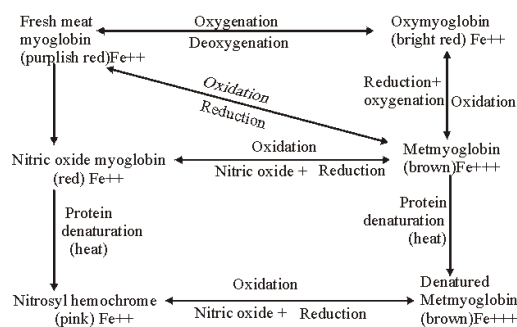 Fresh meat
myoglobin
(purplish red)Fe++
Oxygenation
Deoxygenation
Oxymyoglobin
(bright red) Fe++
Oxidation
Reduction
Reduction+
oxygenation
Oxidation
Nitric oxide myoglobin
(red) Fe++
Oxidation
Nitric oxide + Reduction
Metmyoglobin
(brown)Fe+++
Protein
denaturation
(heat)
Protein
denaturation
(heat)
Nitrosyl hemochrome
(pink) Fe++
Oxidation
Nitric oxide + Reduction
Denatured
Metmyoglobin
(brown)Fe+++